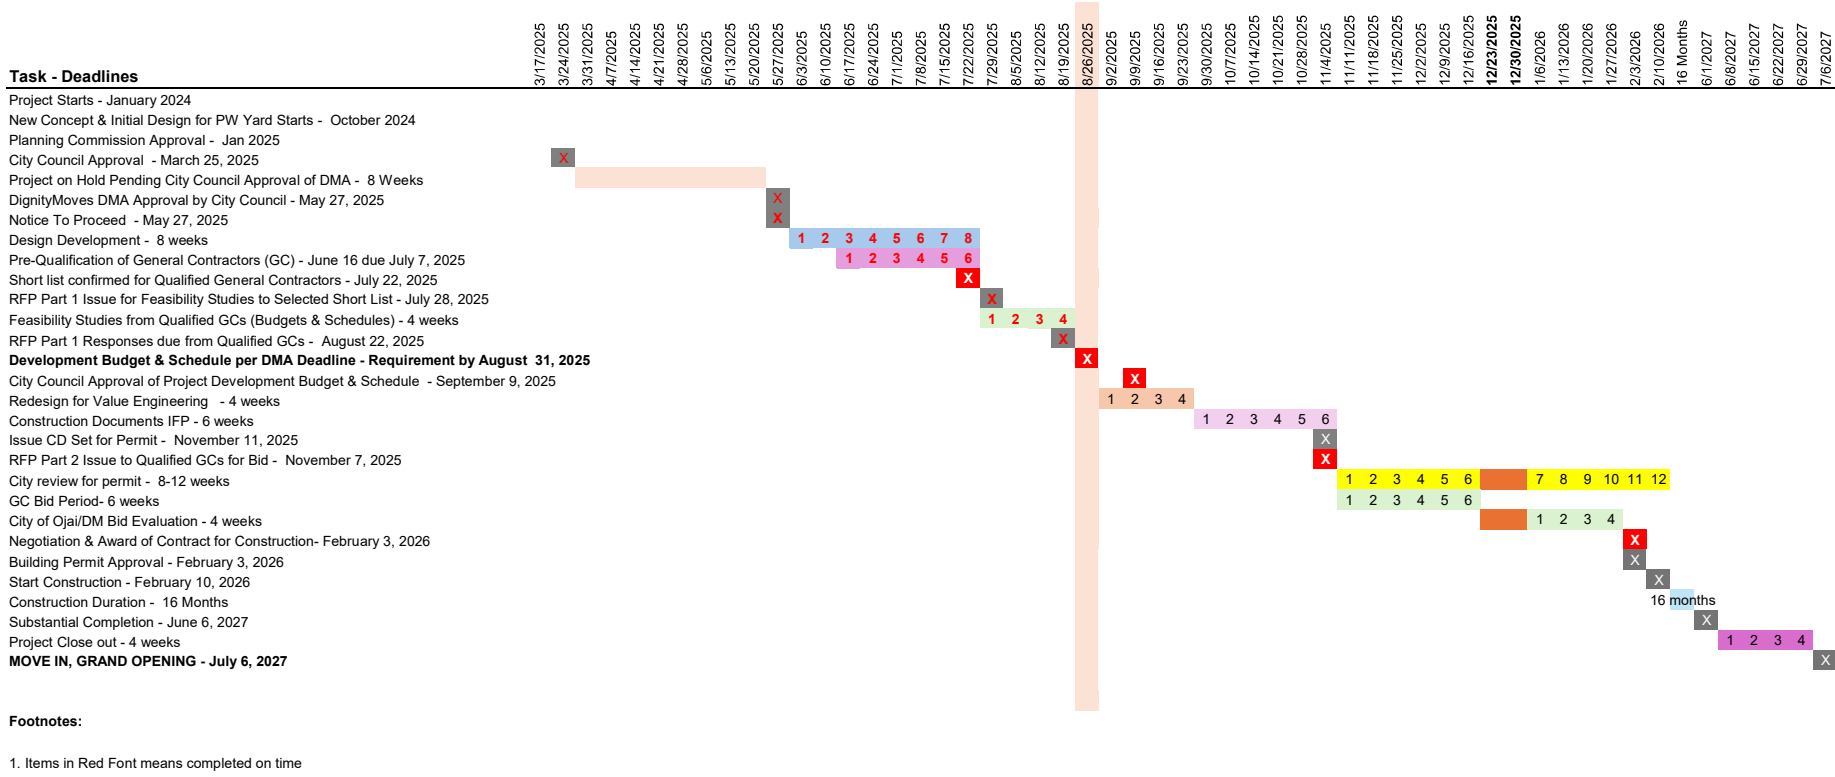 Task - Deadlines 3/17/2025 3/24/2025 3/31/2025 4/7/2025 4/14/2025 4/21/2025 4/28/2025 5/6/2025 5/13/2025 5/20/2025 5/27/2025 6/3/2025 6/10/2025 6/17/2025 6/24/2025 7/1/2025 7/8/2025 7/15/2025 7/22/2025 7/29/2025 8/5/2025 8/12/2025 8/19/2025 8/26/2025 9/2/2025 9/9/2025 9/16/2025 9/23/2025 9/30/2025 10/7/2025 10/14/2025 10/21/2025 10/28/2025 11/4/2025 11/11/2025 11/18/2025 11/25/2025 12/2/2025 12/9/2025 12/16/2025 12/23/2025 12/30/2025 1/6/2026 1/13/2026 1/20/2026 1/27/2026 2/3/2026 2/10/2026 16 Months 6/1/2027 6/8/2027 6/15/2027 6/22/2027 6/29/2027 7/6/2027
Project Starts - January 2024
New Concept & Initial Design for PW Yard Starts - October 2024
Planning Commission Approval - Jan 2025
City Council Approval - March 25, 2025 X
Project on Hold Pending City Council Approval of DMA - 8 Weeks
DignityMoves DMA Approval by City Council - May 27, 2025 X
Notice To Proceed - May 27, 2025 X
Design Development - 8 weeks 1 2 3 4 5 6 7 8
Pre-Qualification of General Contractors (GC) - June 16 due July 7, 2025 1 2 3 4 5 6
Short list confirmed for Qualified General Contractors - July 22, 2025 X
RFP Part 1 Issue for Feasibility Studies to Selected Short List - July 28, 2025 X
Feasibility Studies from Qualified GCs (Budgets & Schedules) - 4 weeks 1 2 3 4
RFP Part 1 Responses due from Qualified GCs - August 22, 2025 X
Development Budget & Schedule per DMA Deadline - Requirement by August 31, 2025 X
City Council Approval of Project Development Budget & Schedule - September 9, 2025 X
Redesign for Value Engineering - 4 weeks 1 2 3 4
Construction Documents IFP - 6 weeks 1 2 3 4 5 6
Issue CD Set for Permit - November 11, 2025 X
RFP Part 2 Issue to Qualified GCs for Bid - November 7, 2025 X
City review for permit - 8-12 weeks 1 2 3 4 5 6 7 8 9 10 11 12
GC Bid Period- 6 weeks 1 2 3 4 5 6
City of Ojai/DM Bid Evaluation - 4 weeks 1 2 3 4
Negotiation & Award of Contract for Construction- February 3, 2026 X
Building Permit Approval - February 3, 2026 X
Start Construction - February 10, 2026 X
Construction Duration - 16 Months 16 months
Substantial Completion - June 6, 2027 X
Project Close out - 4 weeks 1 2 3 4
MOVE IN, GRAND OPENING - July 6, 2027 X
Footnotes:
1. Items in Red Font means completed on time